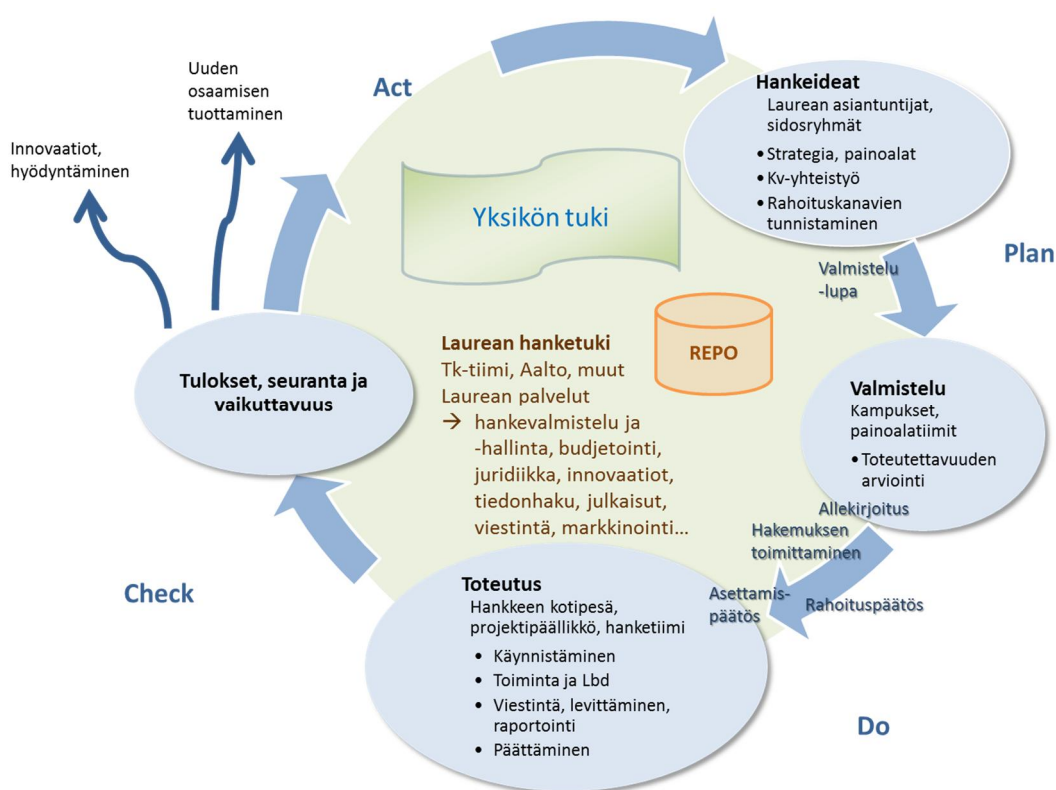 Uuden
osaamisen
tuottaminen
Innovaatiot,
hyödyntäminen
Act
Hankeideat
Laurean asiantuntijat,
sidosryhmät
• Strategia, painoalat
• Kv-yhteistyö
• Rahoituskanavien
tunnistaminen
Yksikön tuki
Plan
Valmistelu
-lupa
REPO
Laurean hanketuki
Tk-tiimi, Aalto, muut
Laurean palvelut
→ hankevalmistelu ja
-hallinta, budjetointi,
juridiikka, innovaatiot,
tiedonhaku, julkaisut,
viestintä, markkinointi…
Tulokset, seuranta ja
vaikuttavuus
Valmistelu
Kampukset,
painoalatiimit
• Toteutettavuuden
arviointi
Allekirjoitus
Hakemuksen
toimittaminen
Asettamis-
päätös
Rahoituspäätös
Check
Toteutus
Hankkeen kotipesä,
projektipäällikkö, hanketiimi
• Käynnistäminen
• Toiminta ja Lbd
• Viestintä, levittäminen,
raportointi
• Päättäminen
Do